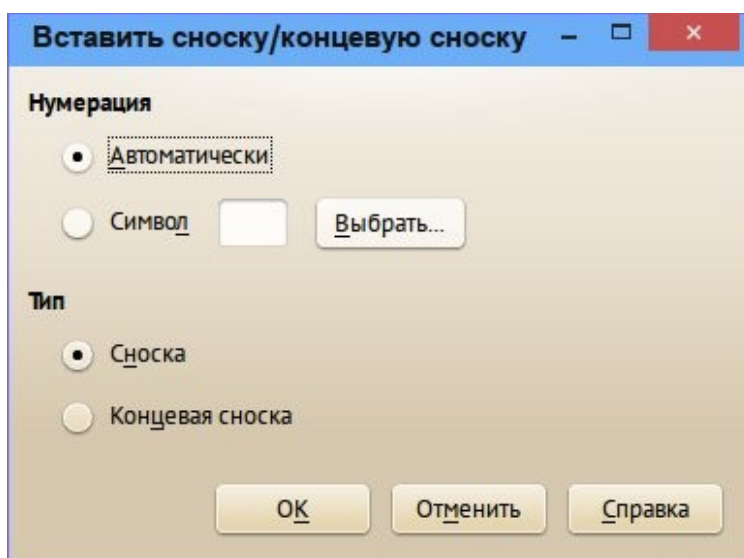 Вставить сноску/концевую сноску
Нумерация
Автоматически
Символ Выбрать...
Тип
Сноска
Концевая сноска
OK Отменить Справка